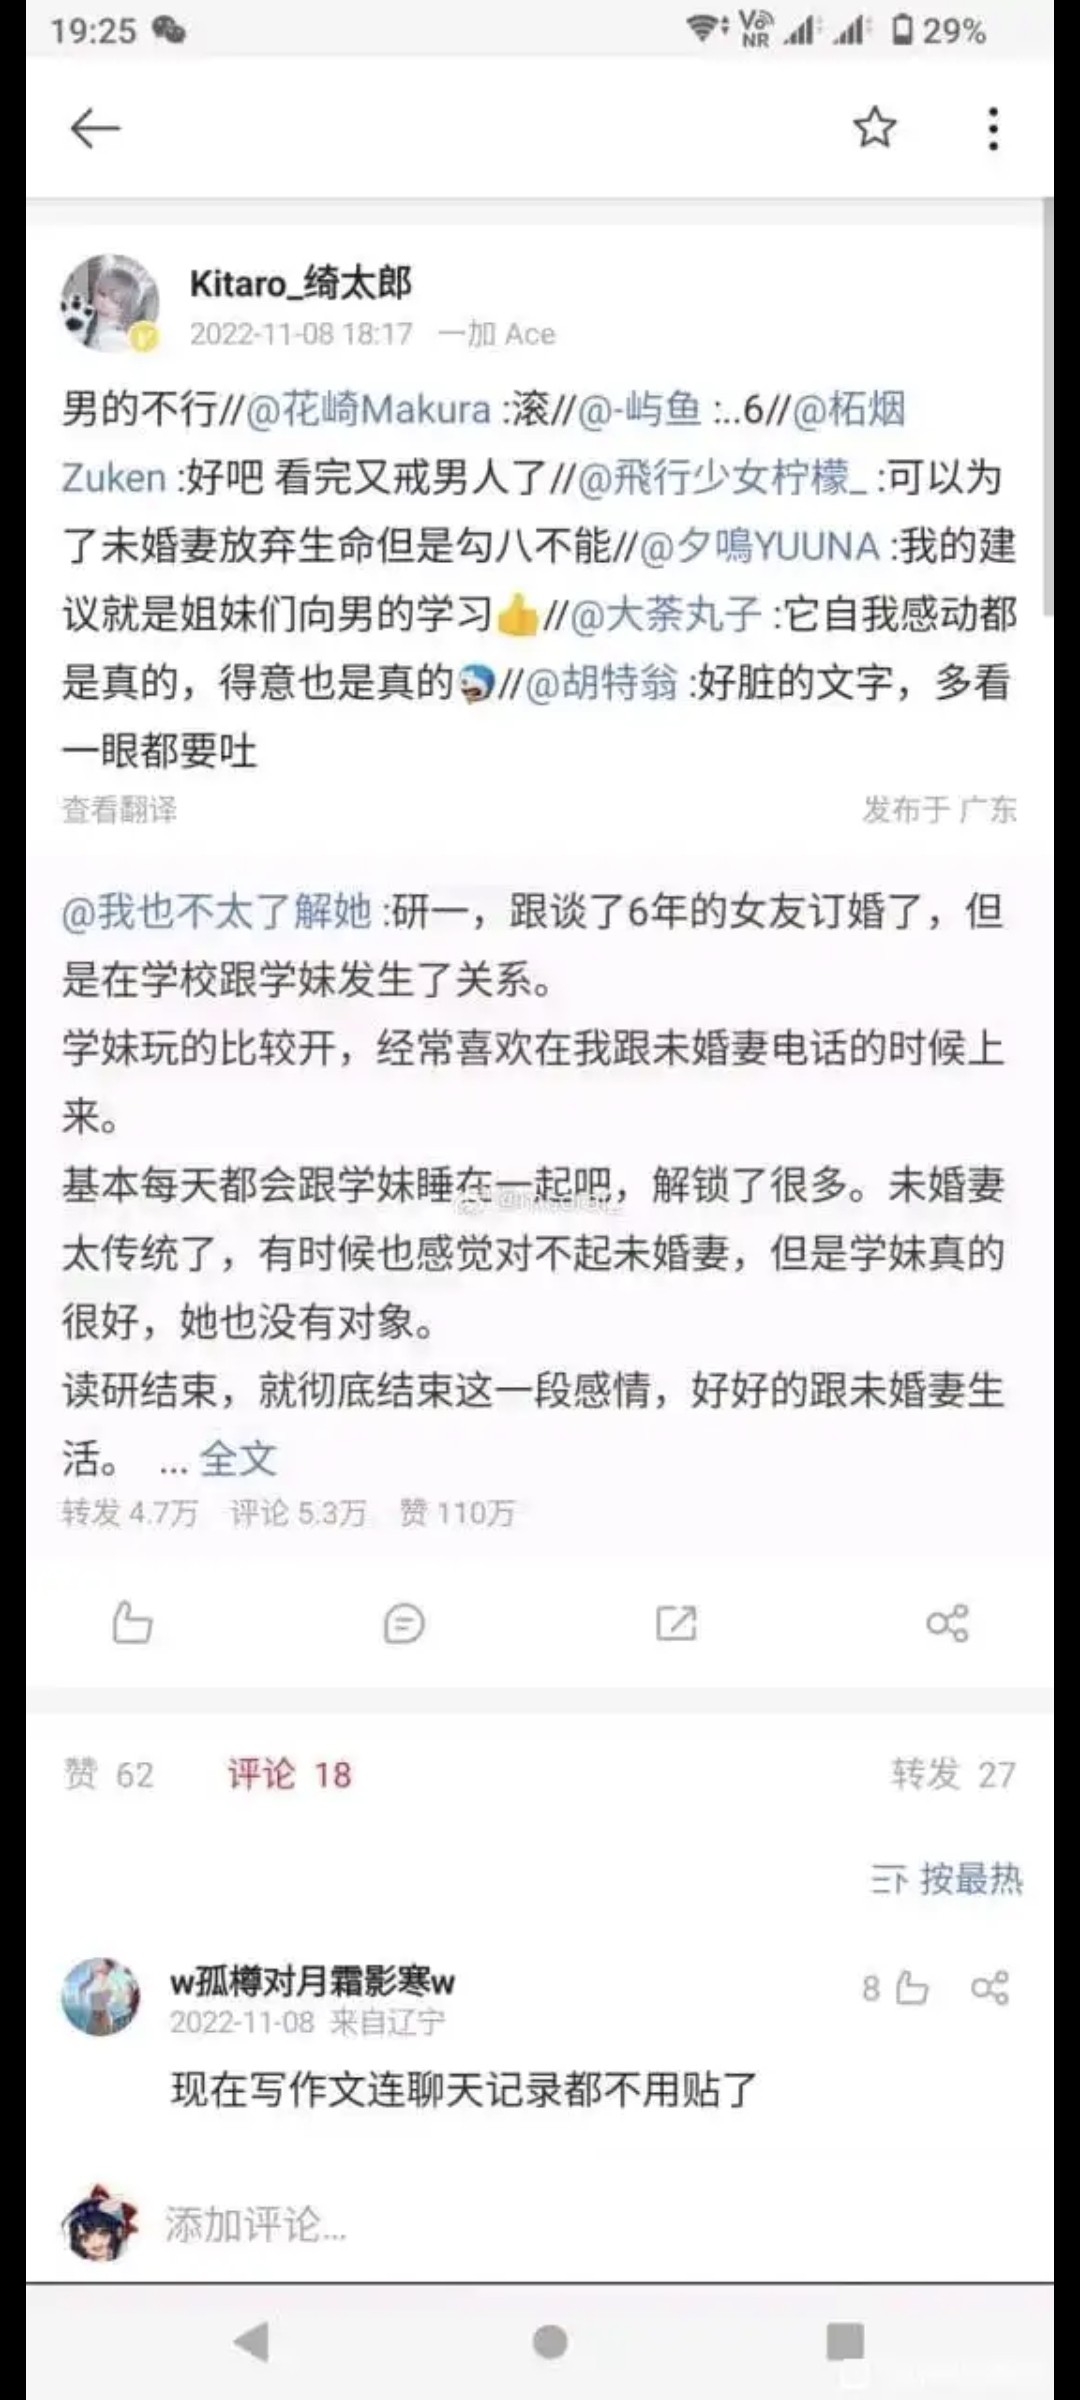 19:25
Vo NR
29%
Kitaro_绮太郎
2022-11-08 18:17 一加 Ace
男的不行//@花崎Makura :滚//@-屿鱼 :..6//@柘烟
Zuken :好吧 看完又戒男人了//@飛行少女柠檬_ :可以为
了未婚妻放弃生命但是勾八不能//@夕鳴YUUNA :我的建
议就是姐妹们向男的学习👍//@大荼丸子 :它自我感动都
是真的，得意也是真的//@胡特翁 :好脏的文字，多看
一眼都要吐
查看翻译 发布于 广东
@我也不太了解她 :研一，跟谈了6年的女友订婚了，但
是在学校跟学妹发生了关系。
学妹玩的比较开，经常喜欢在我跟未婚妻电话的时候上
来。
基本每天都会跟学妹睡在一起吧，解锁了很多。未婚妻
太传统了，有时候也感觉对不起未婚妻，但是学妹真的
很好，她也没有对象。
读研结束，就彻底结束这一段感情，好好的跟未婚妻生
活。 ... 全文
转发 4.7万 评论 5.3万 赞 110万
赞 62 评论 18 转发 27
按最热
w孤樽对月霜影寒w
8
2022-11-08 来自辽宁
现在写作文连聊天记录都不用贴了
添加评论...